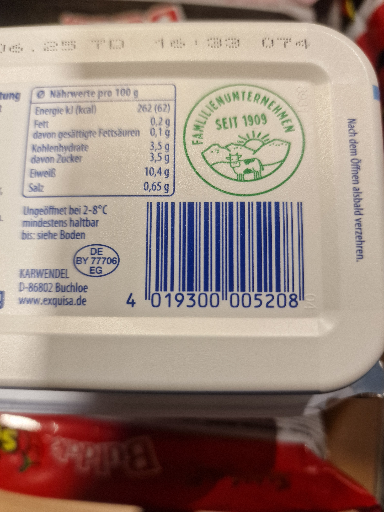 06.25 TD 16:33 074
Ø Nährwerte pro 100 g
Energie kJ (kcal) 262 (62)
Fett 0,2 g
davon gesättigte Fettsäuren 0,1 g
Kohlenhydrate 3,5 g
davon Zucker 3,5 g
Eiweiß 10,4 g
Salz 0,65 g
FAMILIENUNTERNEHMEN
SEIT 1909
Nach dem Öffnen alsbald verzehren.
Ungeöffnet bei 2-8°C
mindestens haltbar
bis: siehe Boden
DE
BY 77706
EG
KARWENDEL
D-86802 Buchloe
www.exquisa.de
4 019300 005208